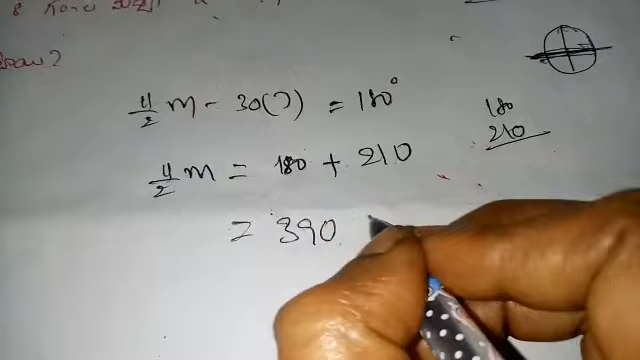 11/2 m - 30(7) = 180°
11/2 m = 180 + 210
= 390
180
210